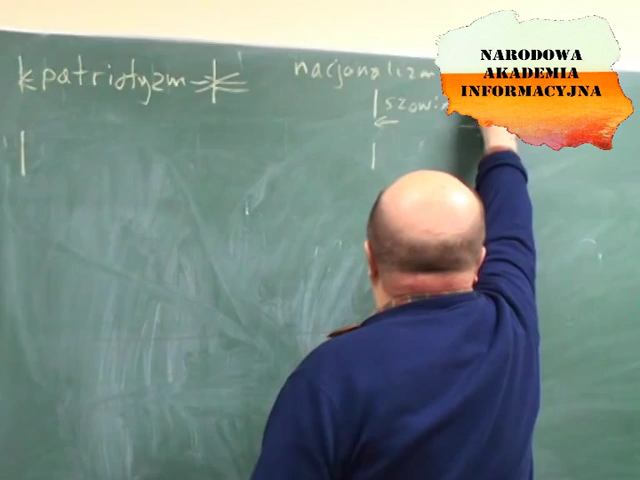 patriotyzm
nacjonalizm
NARODOWA
AKADEMIA
INFORMACYJNA